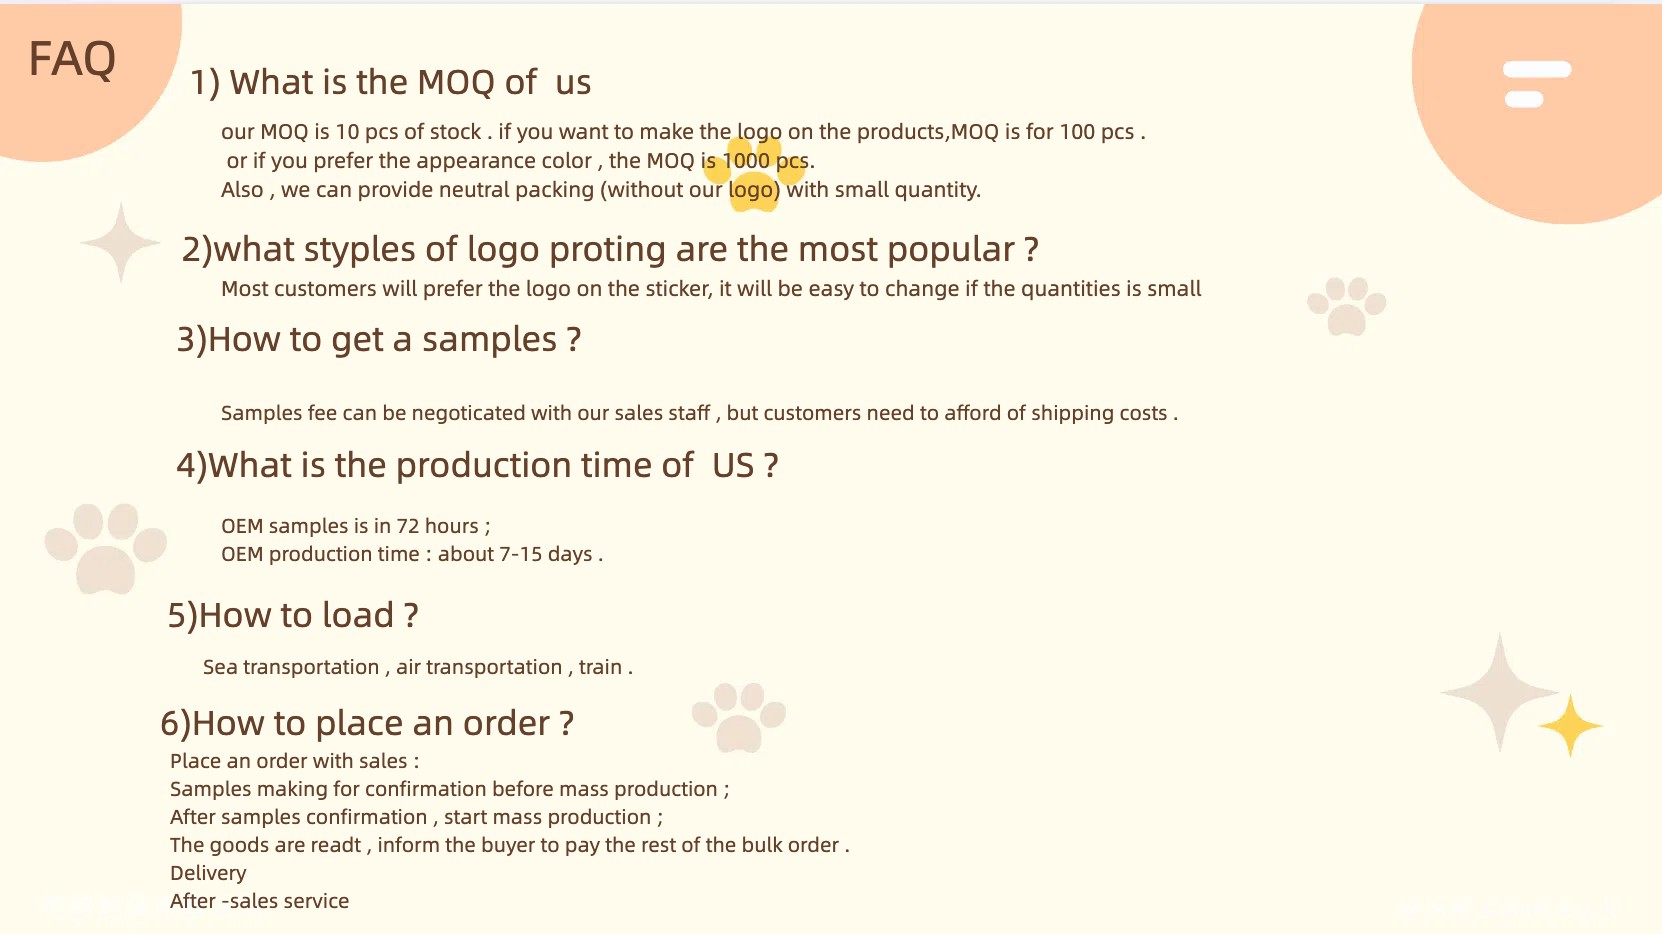 FAQ
1) What is the MOQ of  us
our MOQ is 10 pcs of stock . if you want to make the logo on the products,MOQ is for 100 pcs .
or if you prefer the appearance color , the MOQ is 1000 pcs.
Also , we can provide neutral packing (without our logo) with small quantity.
2)what styples of logo proting are the most popular ?
Most customers will prefer the logo on the sticker, it will be easy to change if the quantities is small
3)How to get a samples ?
Samples fee can be negoticated with our sales staff , but customers need to afford of shipping costs .
4)What is the production time of  US ?
OEM samples is in 72 hours ;
OEM production time : about 7-15 days .
5)How to load ?
Sea transportation , air transportation , train .
6)How to place an order ?
Place an order with sales :
Samples making for confirmation before mass production ;
After samples confirmation , start mass production ;
The goods are readt , inform the buyer to pay the rest of the bulk order .
Delivery
After -sales service